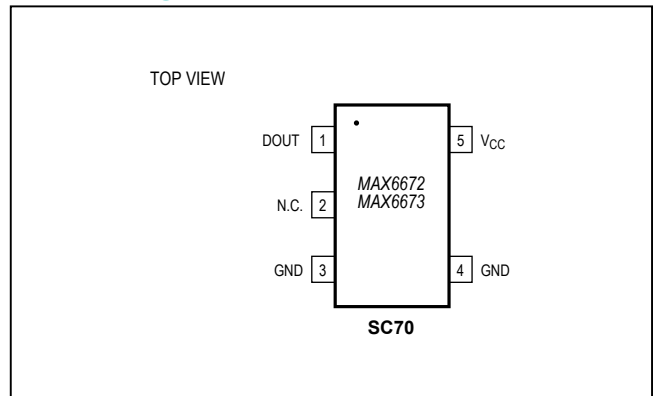 TOP VIEW
DOUT 1
5 VCC
MAX6672
MAX6673
N.C. 2
GND 3
4 GND
SC70